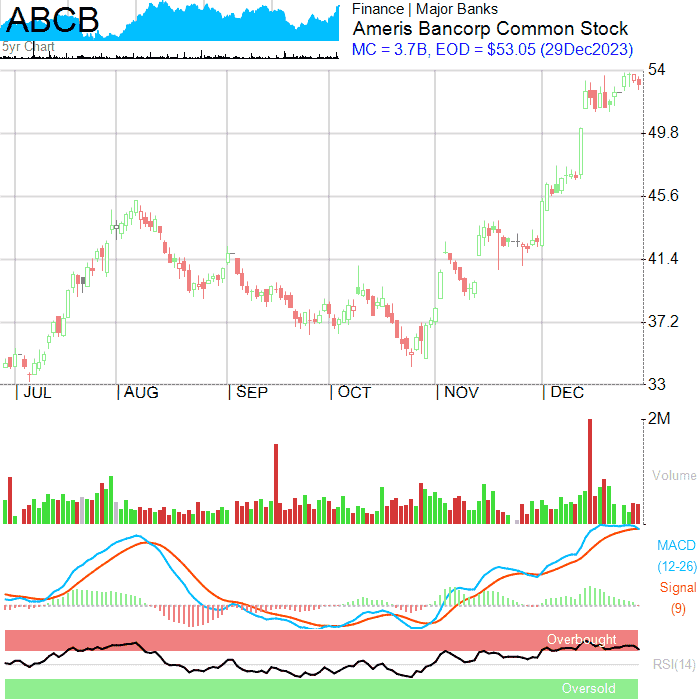 ABCB
5yr Chart
Finance | Major Banks
Ameris Bancorp Common Stock
MC = 3.7B, EOD = $53.05 (29Dec2023)
54
49.8
45.6
41.4
37.2
33
JUL AUG SEP OCT NOV DEC
2M
Volume
MACD
(12-26)
Signal
(9)
Overbought
RSI(14)
Oversold